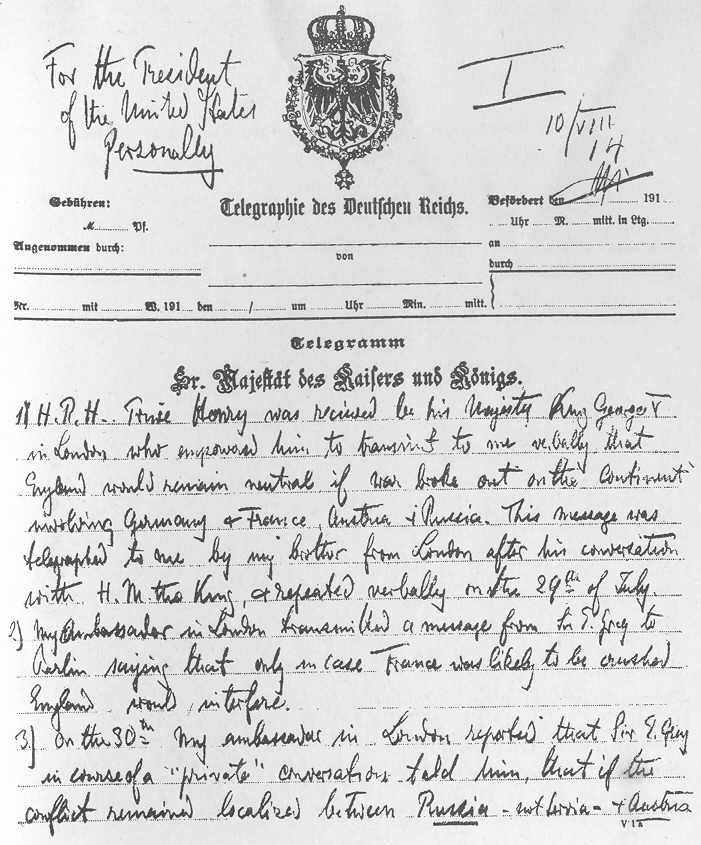 For the President
of the United States
Personally
I
10/VIII
14
Gebühren:
M. Pf.
Angenommen durch:
Telegraphie des Deutschen Reichs.
von
Befördert den 191
Uhr M. mitt. in Ltg.
an
durch
Nr. mit W. 191 den / um Uhr Min. mitt.
Telegramm
Sr. Majestät des Kaisers und Königs.
1) H.R.H. Prince Henry was recieved be his Majesty King George V
in London who empowered him to transmit to me verbally that
England would remain neutral if war broke out on the Continent
involving Germany & France, Austria & Russia. This message was
telegraphed to me by my brother from London after his conversation
with H.M. the King, & repeated verbally on the 29th of July
2) My Ambassador in London transmitted a message from Sir E. Grey to
Berlin saying that only in case France was likely to be crushed
England would interfere.
3.) On the 30th my ambassador in London reported that Sir E. Grey
in course of a "private" conversation told him, that if the
conflict remained localized between Russia - not Servia - & Austria